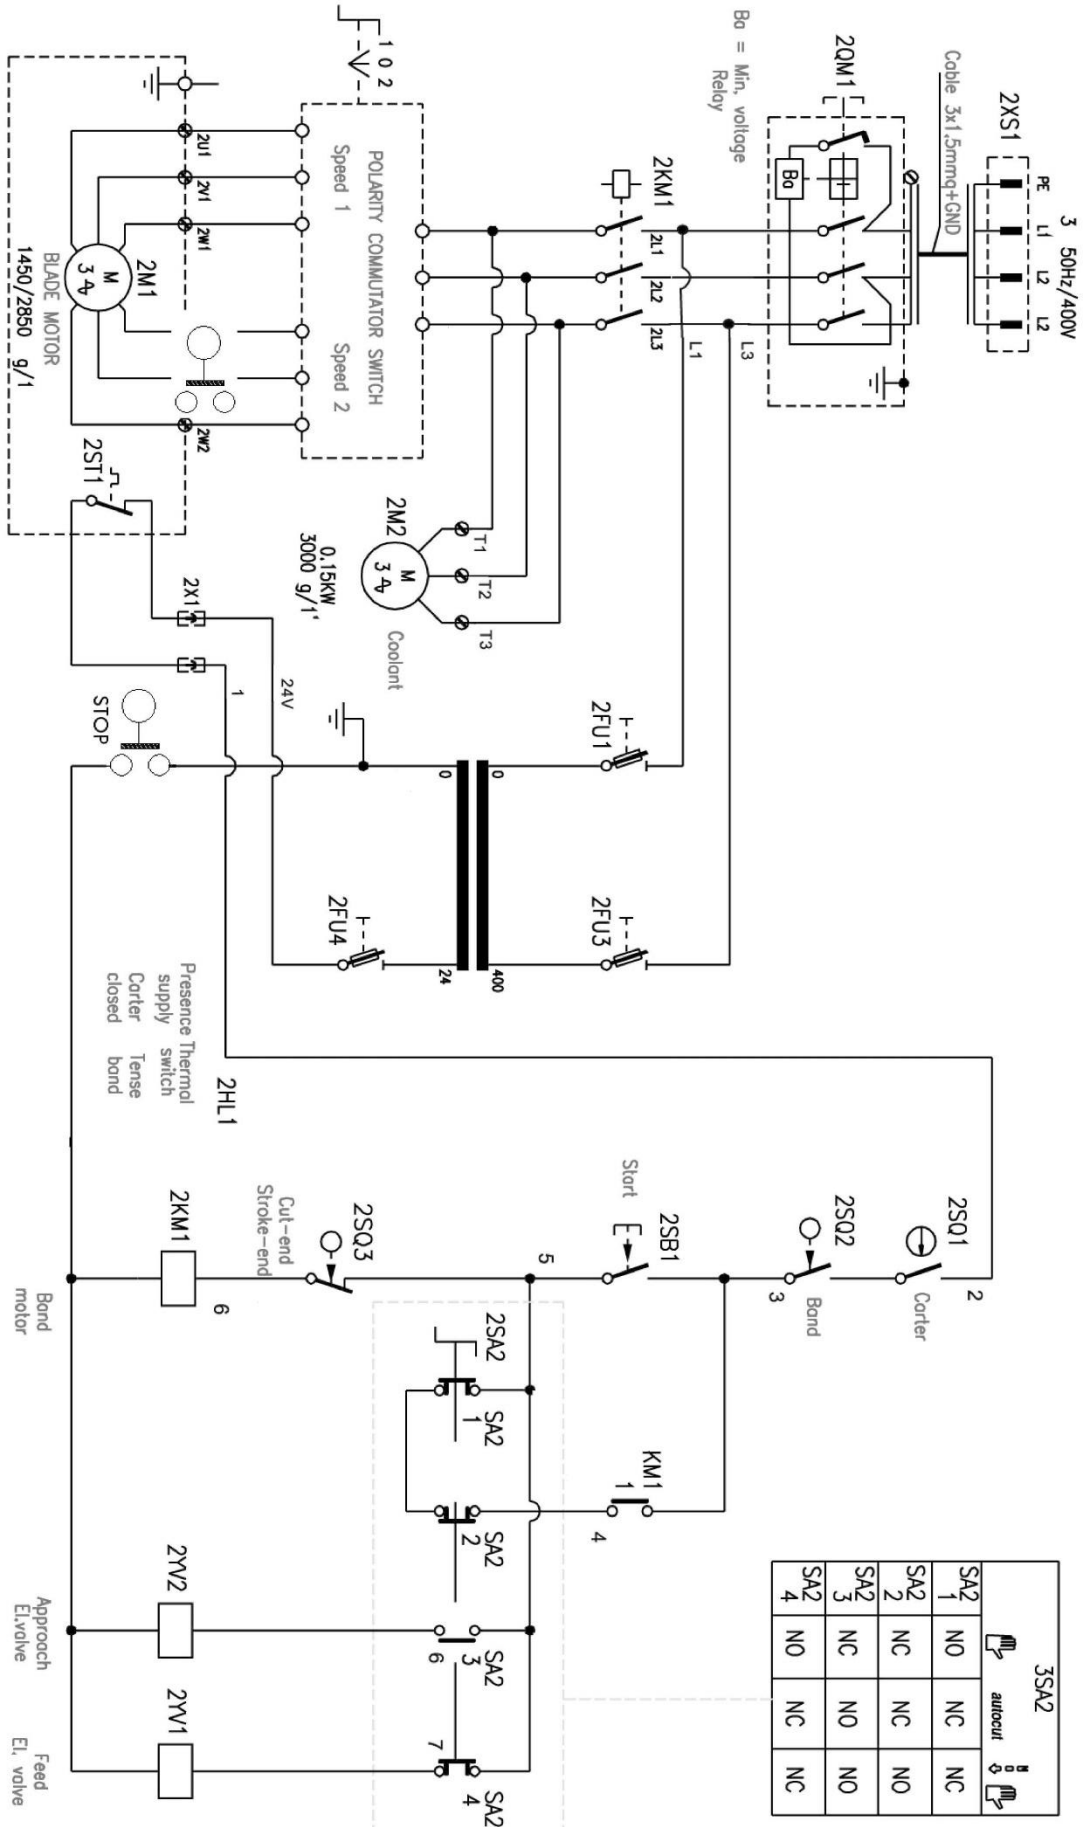 2XS1
3 50Hz/400V
PE
L1
L2
L2
Cable 3x1.5mmq+GND
2QM1
Ba = Min. voltage
Relay
Ba
2KM1
2L1
2L2
2L3
L1
L3
1 0 2
POLARITY COMMUTATOR SWITCH
Speed 1
Speed 2
2U1
2V1
2W1
2W2
M
3
2M1
BLADE MOTOR
1450/2850 g/1
2ST1
2M2
M
3
0.15KW
3000 g/1'
Coolant
T1
T2
T3
2X1
24V
1
STOP
2FU1
2FU3
2FU4
0
0
400
24
Presence Thermal
supply switch
Carter Tense
closed band
2HL1
2SQ1
Carter
2
2SQ2
Band
3
2SB1
Start
5
2SQ3
Cut-end
Stroke-end
2KM1
6
Band
motor
KM1
1
4
2SA2
SA2
1
SA2
2
SA2
3
6
SA2
4
7
2YV2
Approach
El.valve
2YV1
Feed
El. valve
3SA2
autocut
MOD
SA2
1
NO
NC
NC
SA2
2
NC
NC
NO
SA2
3
NC
NO
NO
SA2
4
NO
NC
NC